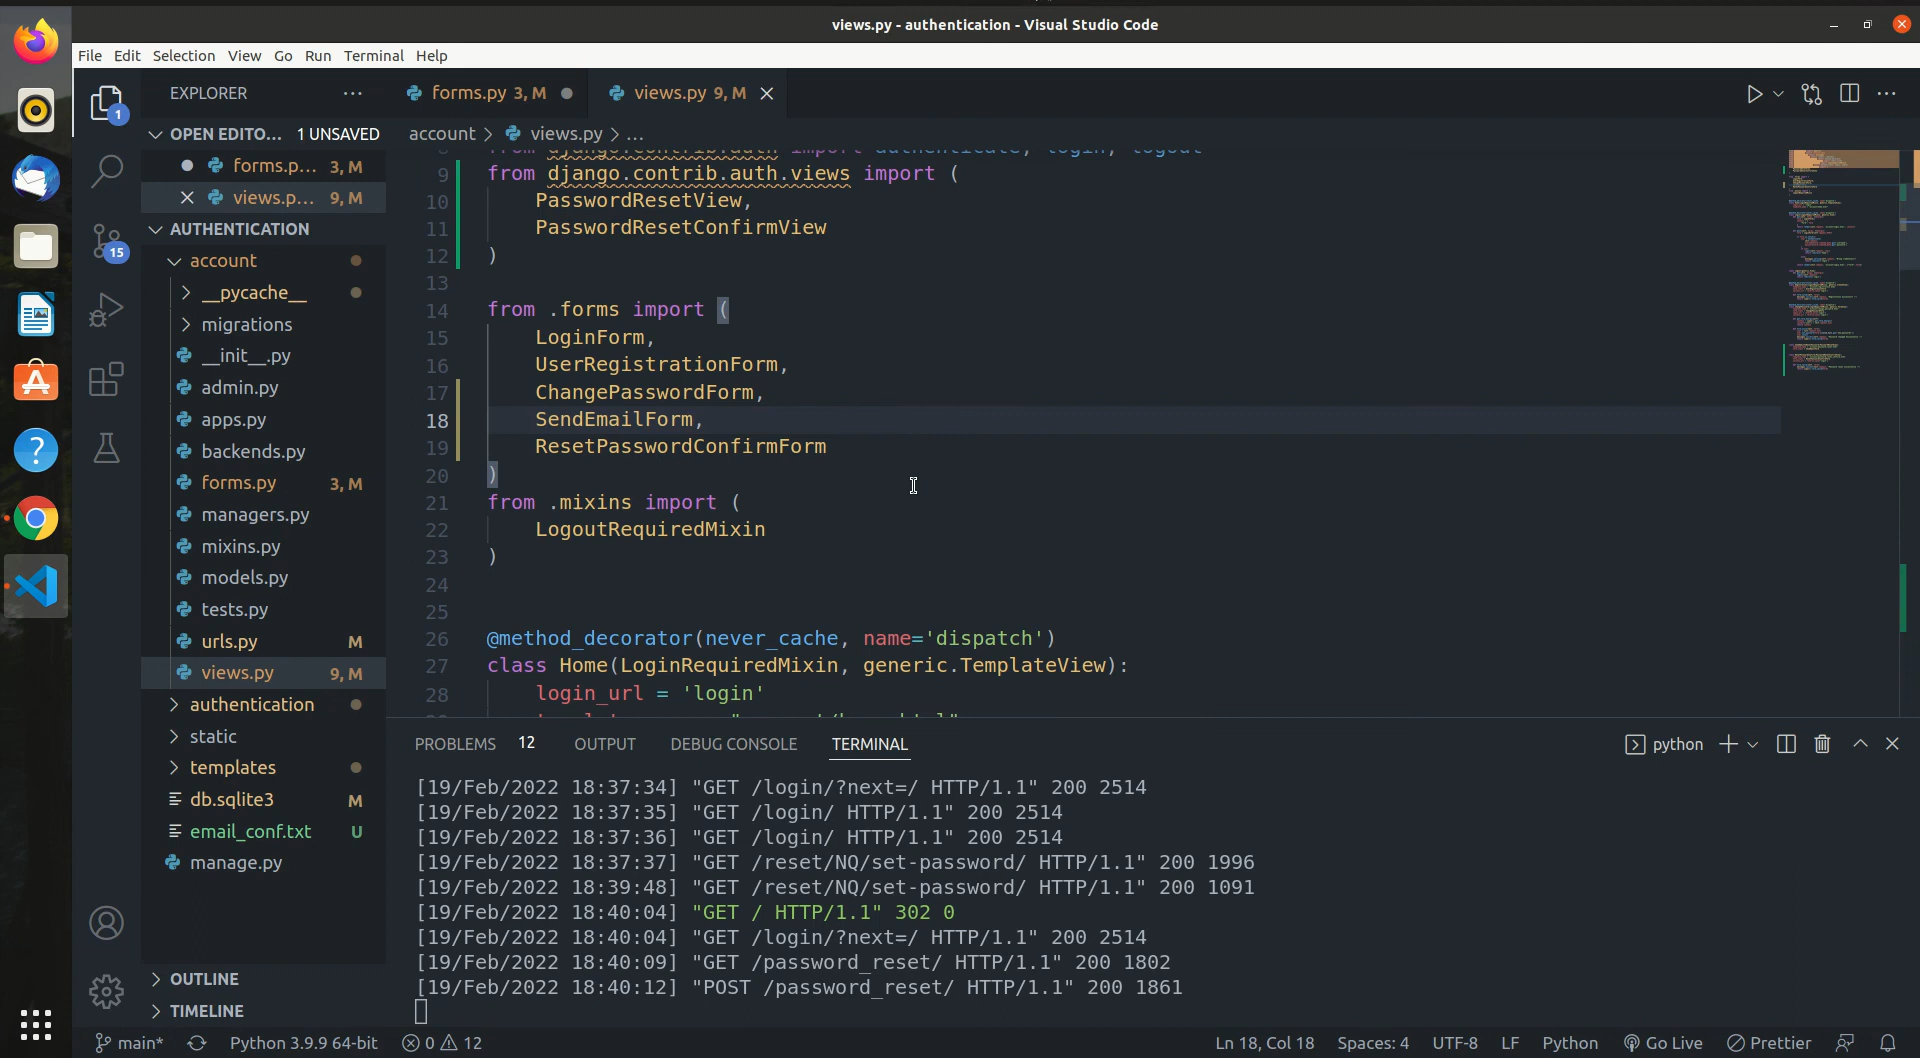 views.py - authentication - Visual Studio Code
File Edit Selection View Go Run Terminal Help
EXPLORER
forms.py 3, M
views.py 9, M
OPEN EDITO... 1 UNSAVED
forms.p... 3, M
views.p... 9, M
AUTHENTICATION
account
__pycache__
migrations
__init__.py
admin.py
apps.py
backends.py
forms.py 3, M
managers.py
mixins.py
models.py
tests.py
urls.py M
views.py 9, M
authentication
static
templates
db.sqlite3 M
email_conf.txt U
manage.py
OUTLINE
TIMELINE
1
15
account > views.py > ...
from django.contrib.auth import authenticate, login, logout
9 from django.contrib.auth.views import (
10 PasswordResetView,
11 PasswordResetConfirmView
12 )
13
14 from .forms import (
15 LoginForm,
16 UserRegistrationForm,
17 ChangePasswordForm,
18 SendEmailForm,
19 ResetPasswordConfirmForm
20 )
21 from .mixins import (
22 LogoutRequiredMixin
23 )
24
25
26 @method_decorator(never_cache, name='dispatch')
27 class Home(LoginRequiredMixin, generic.TemplateView):
28 login_url = 'login'
PROBLEMS 12 OUTPUT DEBUG CONSOLE TERMINAL
python
[19/Feb/2022 18:37:34] "GET /login/?next=/ HTTP/1.1" 200 2514
[19/Feb/2022 18:37:35] "GET /login/ HTTP/1.1" 200 2514
[19/Feb/2022 18:37:36] "GET /login/ HTTP/1.1" 200 2514
[19/Feb/2022 18:37:37] "GET /reset/NQ/set-password/ HTTP/1.1" 200 1996
[19/Feb/2022 18:39:48] "GET /reset/NQ/set-password/ HTTP/1.1" 200 1091
[19/Feb/2022 18:40:04] "GET / HTTP/1.1" 302 0
[19/Feb/2022 18:40:04] "GET /login/?next=/ HTTP/1.1" 200 2514
[19/Feb/2022 18:40:09] "GET /password_reset/ HTTP/1.1" 200 1802
[19/Feb/2022 18:40:12] "POST /password_reset/ HTTP/1.1" 200 1861
main* Python 3.9.9 64-bit 0 12 Ln 18, Col 18 Spaces: 4 UTF-8 LF Python Go Live Prettier